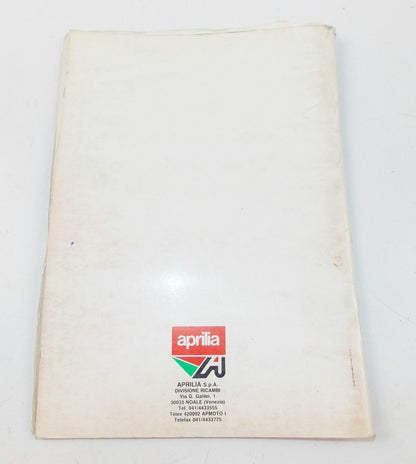 aprilia
APRILIA S.p.A.
DIVISIONE RICAMBI
Via G. Galilei, 1
30033 NOALE (Venezia)
Tel. 041/4433555
Telex 420092 APMOTO I
Telefax 041/4433775